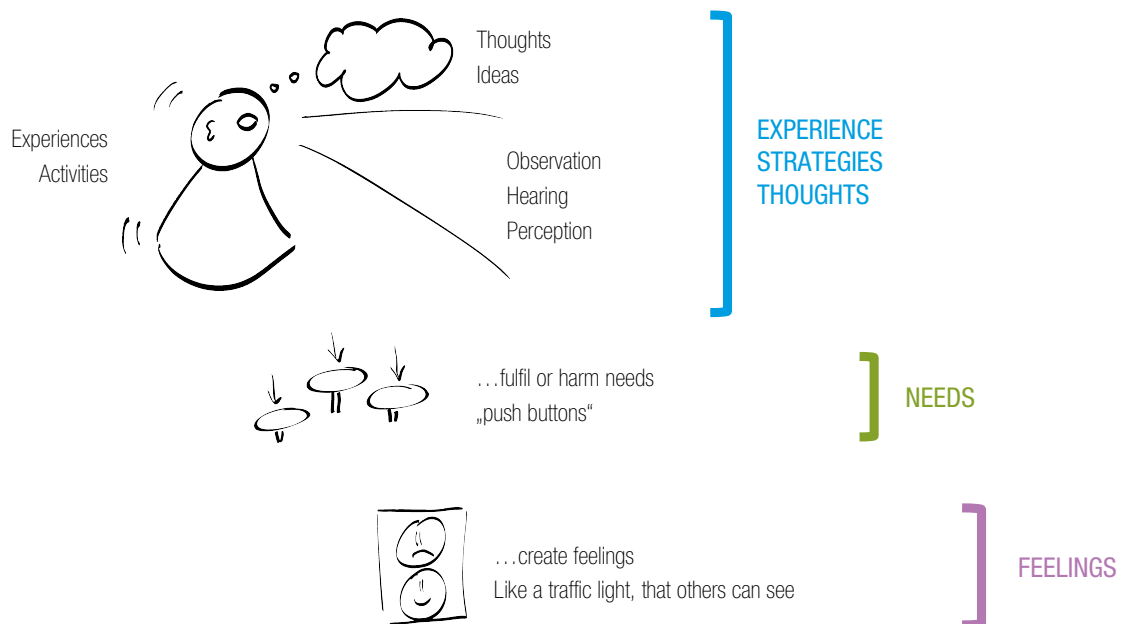 Thoughts
Ideas
Experiences
Activities
Observation
Hearing
Perception
EXPERIENCE
STRATEGIES
THOUGHTS
…fulfil or harm needs
„push buttons“
NEEDS
…create feelings
Like a traffic light, that others can see
FEELINGS